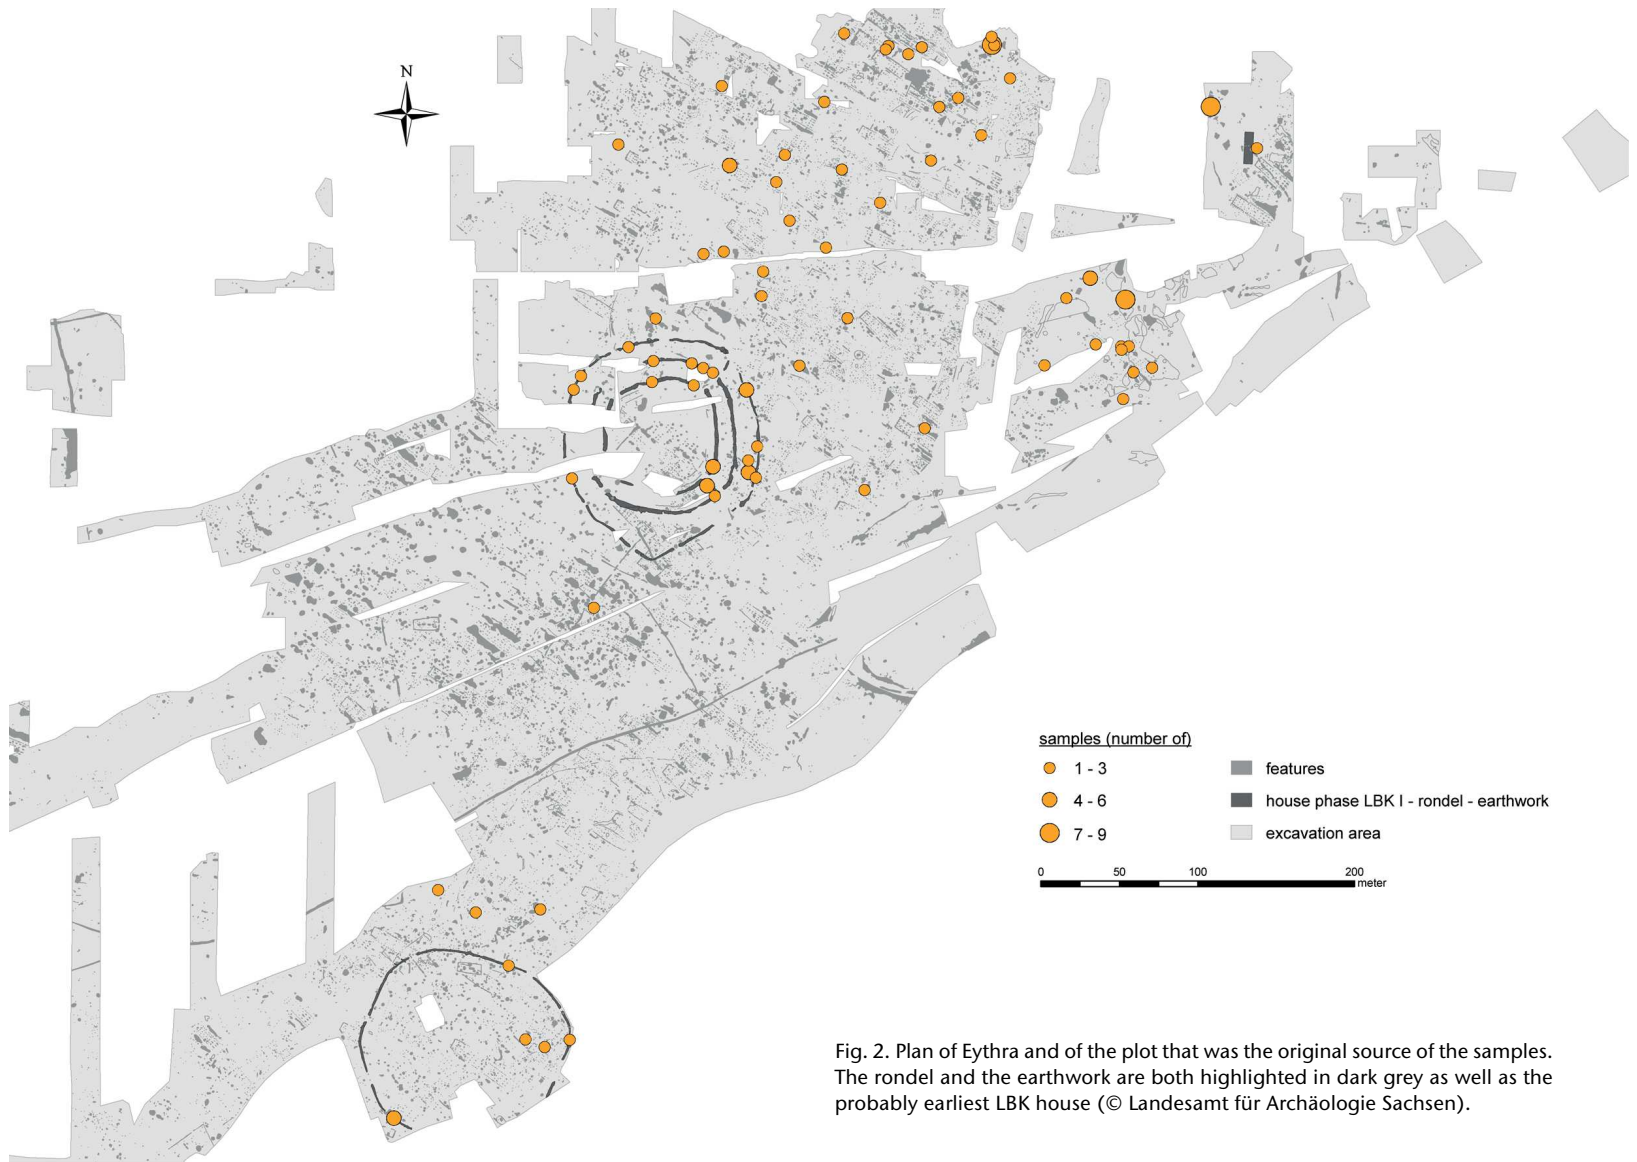 N
samples (number of)
1 - 3
4 - 6
7 - 9
features
house phase LBK I - rondel - earthwork
excavation area
0 50 100 200
meter
Fig. 2. Plan of Eythra and of the plot that was the original source of the samples.
The rondel and the earthwork are both highlighted in dark grey as well as the
probably earliest LBK house (© Landesamt für Archäologie Sachsen).